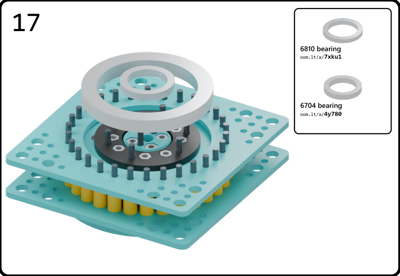 17
6810 bearing
oom.lt/a/7xku1
6704 bearing
oom.lt/a/4y780